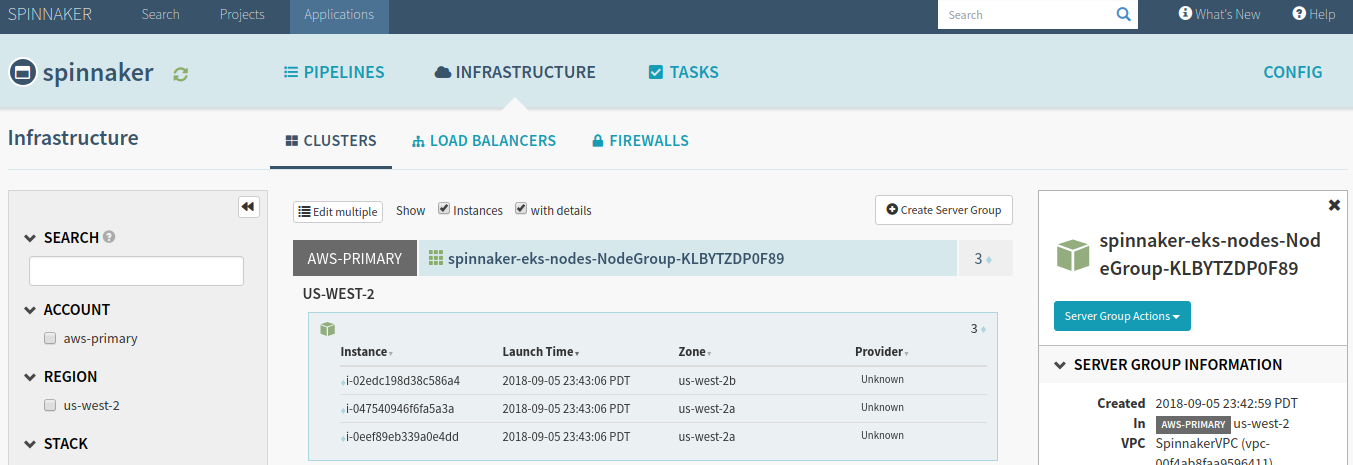 SPINNAKER Search Projects Applications Search What's New Help
spinnaker PIPELINES INFRASTRUCTURE TASKS CONFIG
Infrastructure CLUSTERS LOAD BALANCERS FIREWALLS
SEARCH
ACCOUNT
aws-primary
REGION
us-west-2
STACK
Edit multiple Show Instances with details Create Server Group
AWS-PRIMARY spinnaker-eks-nodes-NodeGroup-KLBYTZDP0F89 3
US-WEST-2
3
Instance Launch Time Zone Provider
i-02edc198d38c586a4 2018-09-05 23:43:06 PDT us-west-2b Unknown
i-047540946f6fa5a3a 2018-09-05 23:43:06 PDT us-west-2a Unknown
i-0eef89eb339a0e4dd 2018-09-05 23:43:06 PDT us-west-2a Unknown
spinnaker-eks-nodes-Nod
eGroup-KLBYTZDP0F89
Server Group Actions
SERVER GROUP INFORMATION
Created 2018-09-05 23:42:59 PDT
In AWS-PRIMARY us-west-2
VPC SpinnakerVPC (vpc-
00f4ab8faa9596411)